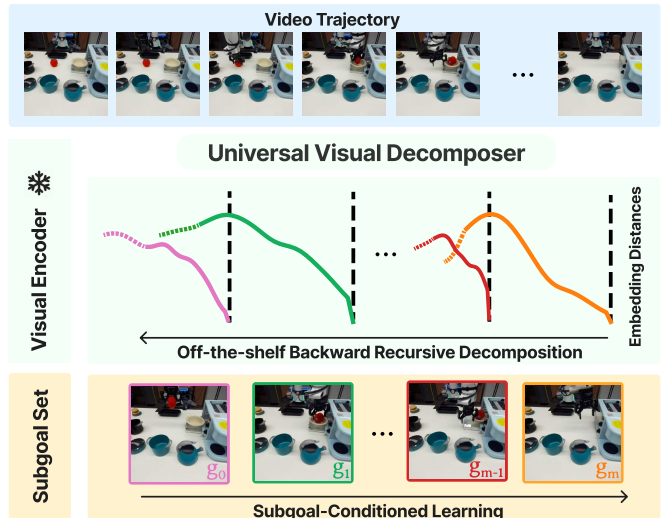 Video Trajectory
...
Universal Visual Decomposer
Visual Encoder
Embedding Distances
...
Off-the-shelf Backward Recursive Decomposition
Subgoal Set
g0
g1
...
gm-1
gm
Subgoal-Conditioned Learning